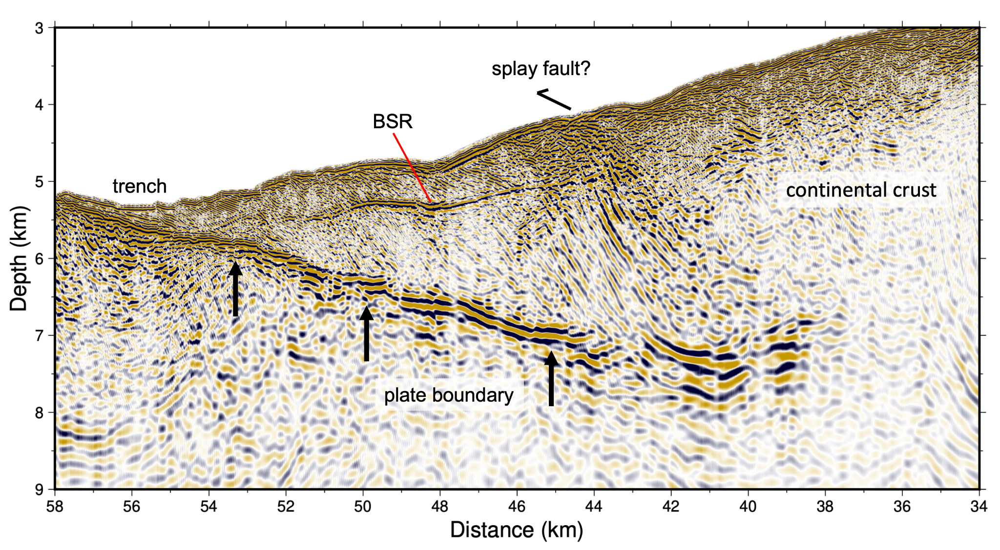 splay fault?
BSR
trench
continental crust
plate boundary
Depth (km)
3
4
5
6
7
8
9
58 56 54 52 50 48 46 44 42 40 38 36 34
Distance (km)